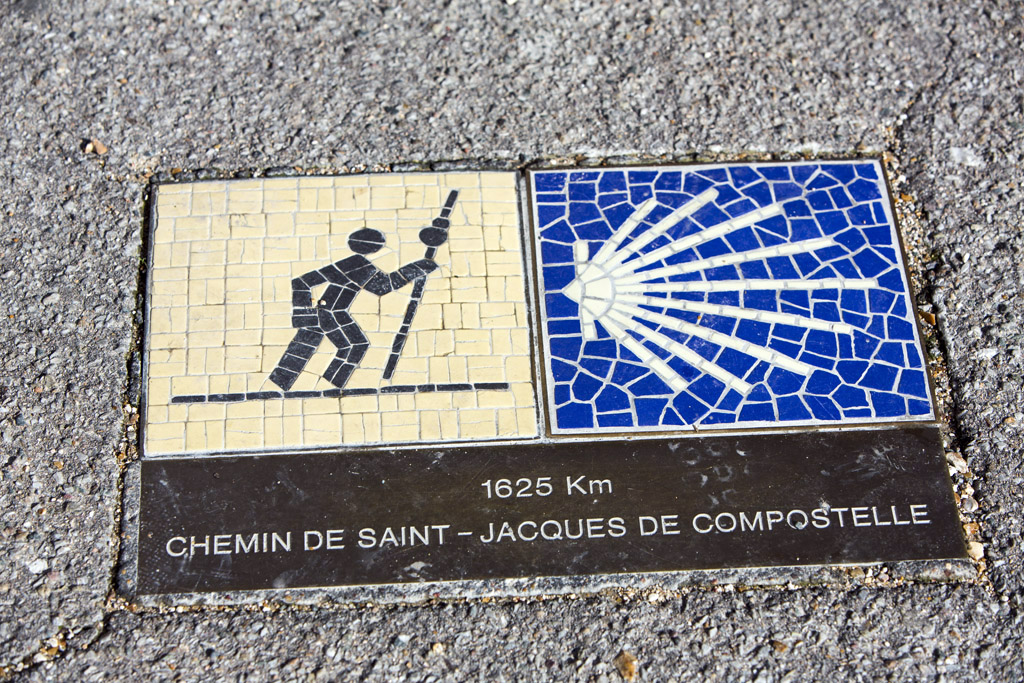 1625 Km
CHEMIN DE SAINT - JACQUES DE COMPOSTELLE